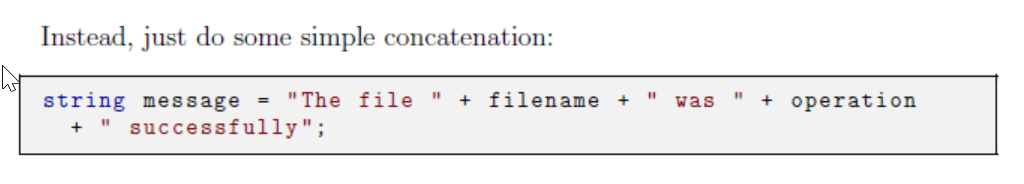 Instead, just do some simple concatenation:
string message = "The file " + filename + " was " + operation
+ " successfully";